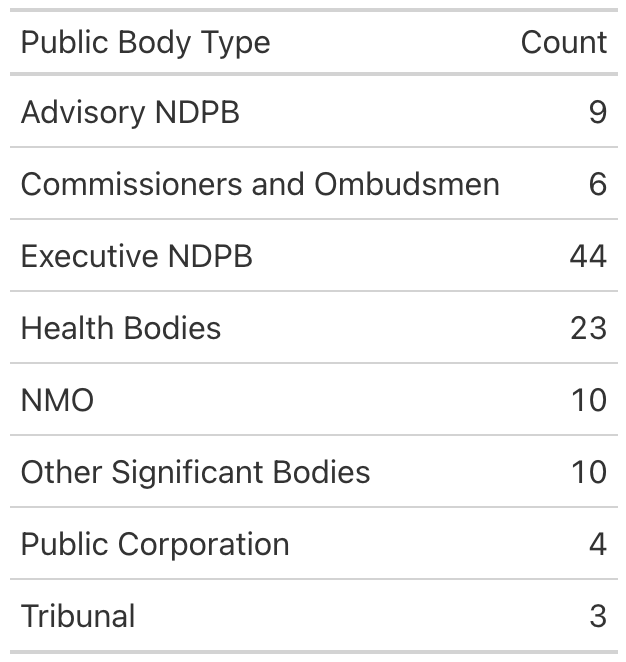 Public Body Type Count
Advisory NDPB 9
Commissioners and Ombudsmen 6
Executive NDPB 44
Health Bodies 23
NMO 10
Other Significant Bodies 10
Public Corporation 4
Tribunal 3